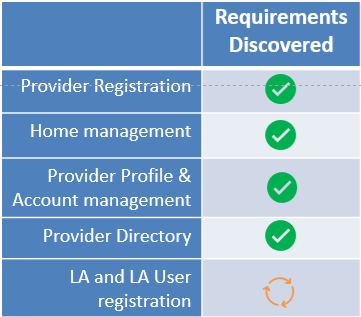 Requirements
Discovered
Provider Registration
Home management
Provider Profile &
Account management
Provider Directory
LA and LA User
registration